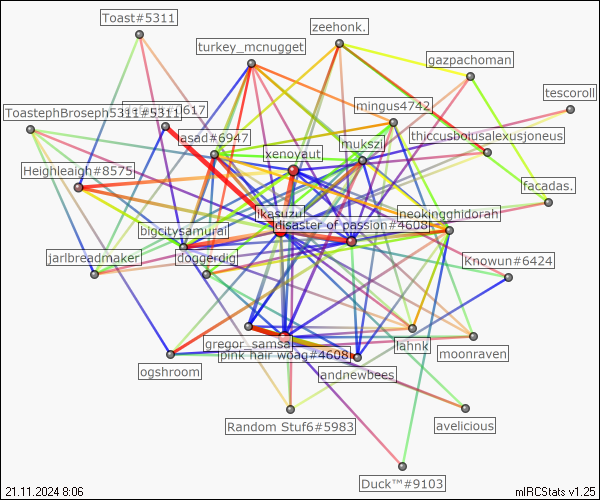 Toast#5311
zeehonk.
turkey_mcnugget
gazpachoman
tescoroll
mingus4742
ToastephBroseph5311#5311
1617
asad#6947
mukszi
thiccusboiusalexusjoneus
xenoyaut
Heighleaigh#8575
facadas.
ikasuzu
neokingghidorah
disaster of passion#4608
bigcitysamurai
jarlbreadmaker
doggerdig
Knowun#6424
gregor_samsa
lahnk
pink hair woag#4608
moonraven
ogshroom
andnewbees
Random Stuf6#5983
avelicious
Duck™#9103
21.11.2024 8:06
mIRCStats v1.25